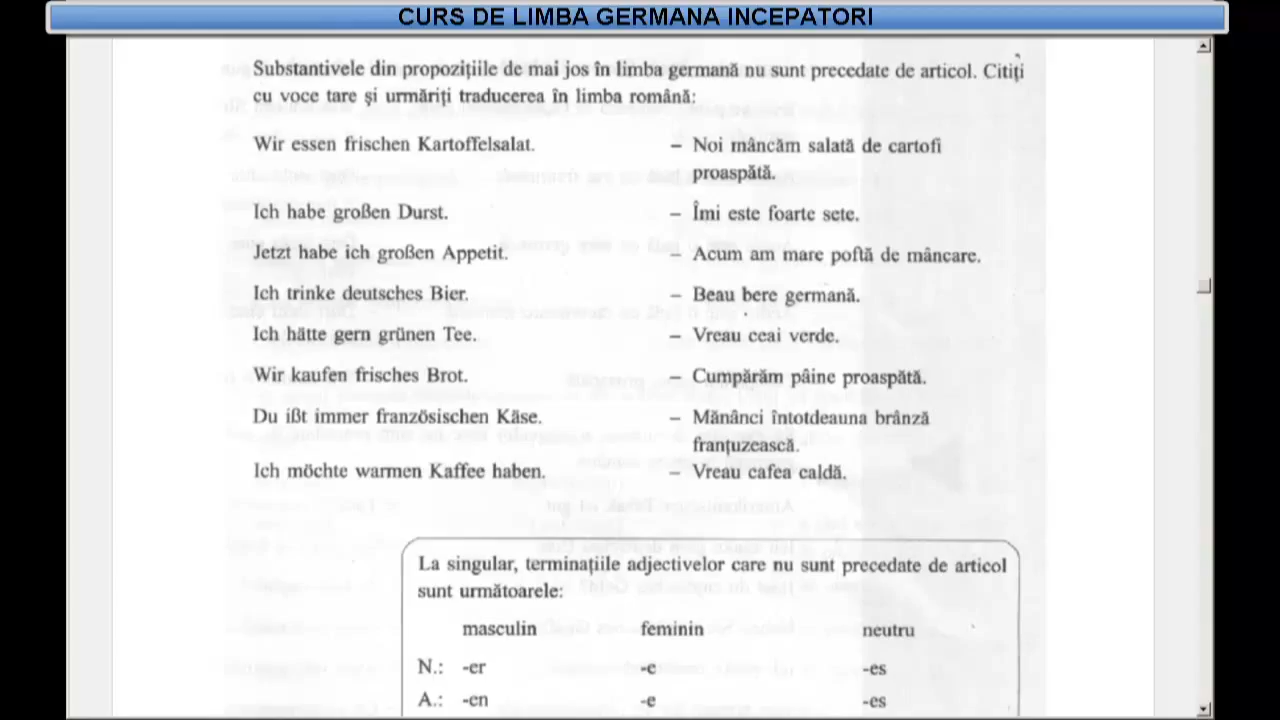 CURS DE LIMBA GERMANA INCEPATORI
Substantivele din propozițiile de mai jos în limba germană nu sunt precedate de articol. Citiți
cu voce tare și urmăriți traducerea în limba română:
Wir essen frischen Kartoffelsalat. – Noi mâncăm salată de cartofi
proaspătă.
Ich habe großen Durst. – Îmi este foarte sete.
Jetzt habe ich großen Appetit. – Acum am mare poftă de mâncare.
Ich trinke deutsches Bier. – Beau bere germană.
Ich hätte gern grünen Tee. – Vreau ceai verde.
Wir kaufen frisches Brot. – Cumpărăm pâine proaspătă.
Du ißt immer französischen Käse. – Mănânci întotdeauna brânză
franțuzească.
Ich möchte warmen Kaffee haben. – Vreau cafea caldă.
La singular, terminațiile adjectivelor care nu sunt precedate de articol
sunt următoarele:
masculin feminin neutru
N.: -er -e -es
A.: -en -e -es